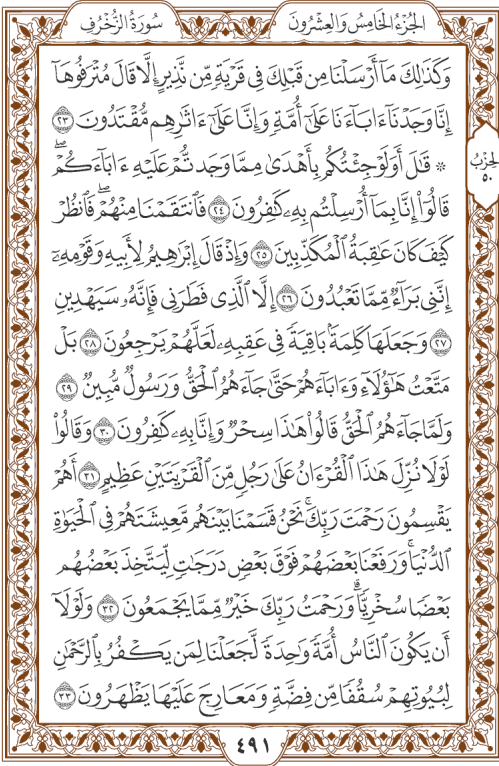 الجُزْءُ الخَامِسُ وَالعِشْرُونَ
سُورَةُ الزُّخْرُفِ
وَكَذَٰلِكَ مَآ أَرْسَلْنَا مِن قَبْلِكَ فِي قَرْيَةٍ مِّن نَّذِيرٍ إِلَّا قَالَ مُتْرَفُوهَآ
إِنَّا وَجَدْنَآ ءَابَآءَنَا عَلَىٰٓ أُمَّةٍ وَإِنَّا عَلَىٰٓ ءَاثَٰرِهِم مُّقْتَدُونَ ٢٣
۞ قَٰلَ أَوَلَوْ جِئْتُكُم بِأَهْدَىٰ مِمَّا وَجَدتُّمْ عَلَيْهِ ءَابَآءَكُمْۖ
قَالُوٓاْ إِنَّا بِمَآ أُرْسِلْتُم بِهِۦ كَٰفِرُونَ ٢٤ فَٱنتَقَمْنَا مِنْهُمْۖ فَٱنظُرْ
كَيْفَ كَانَ عَٰقِبَةُ ٱلْمُكَذِّبِينَ ٢٥ وَإِذْ قَالَ إِبْرَٰهِيمُ لِأَبِيهِ وَقَوْمِهِۦٓ
إِنَّنِي بَرَآءٌ مِّمَّا تَعْبُدُونَ ٢٦ إِلَّا ٱلَّذِي فَطَرَنِي فَإِنَّهُۥ سَيَهْدِينِ
٢٧ وَجَعَلَهَا كَلِمَةًۢ بَاقِيَةً فِي عَقِبِهِۦ لَعَلَّهُمْ يَرْجِعُونَ ٢٨ بَلْ
مَتَّعْتُ هَٰٓؤُلَآءِ وَءَابَآءَهُمْ حَتَّىٰ جَآءَهُمُ ٱلْحَقُّ وَرَسُولٌ مُّبِينٌ ٢٩
وَلَمَّا جَآءَهُمُ ٱلْحَقُّ قَالُواْ هَٰذَا سِحْرٌ وَإِنَّا بِهِۦ كَٰفِرُونَ ٣٠ وَقَالُواْ
لَوْلَا نُزِّلَ هَٰذَا ٱلْقُرْءَانُ عَلَىٰ رَجُلٍ مِّنَ ٱلْقَرْيَتَيْنِ عَظِيمٍ ٣١ أَهُمْ
يَقْسِمُونَ رَحْمَتَ رَبِّكَۚ نَحْنُ قَسَمْنَا بَيْنَهُم مَّعِيشَتَهُمْ فِي ٱلْحَيَوٰةِ
ٱلدُّنْيَاۚ وَرَفَعْنَا بَعْضَهُمْ فَوْقَ بَعْضٍ دَرَجَٰتٍ لِّيَتَّخِذَ بَعْضُهُم
بَعْضًا سُخْرِيًّاۗ وَرَحْمَتُ رَبِّكَ خَيْرٌ مِّمَّا يَجْمَعُونَ ٣٢ وَلَوْلَآ
أَن يَكُونَ ٱلنَّاسُ أُمَّةً وَٰحِدَةً لَّجَعَلْنَا لِمَن يَكْفُرُ بِٱلرَّحْمَٰنِ
لِبُيُوتِهِمْ سُقُفًا مِّن فِضَّةٍ وَمَعَارِجَ عَلَيْهَا يَظْهَرُونَ ٣٣
الحِزْبُ
٥٠
٤٩١